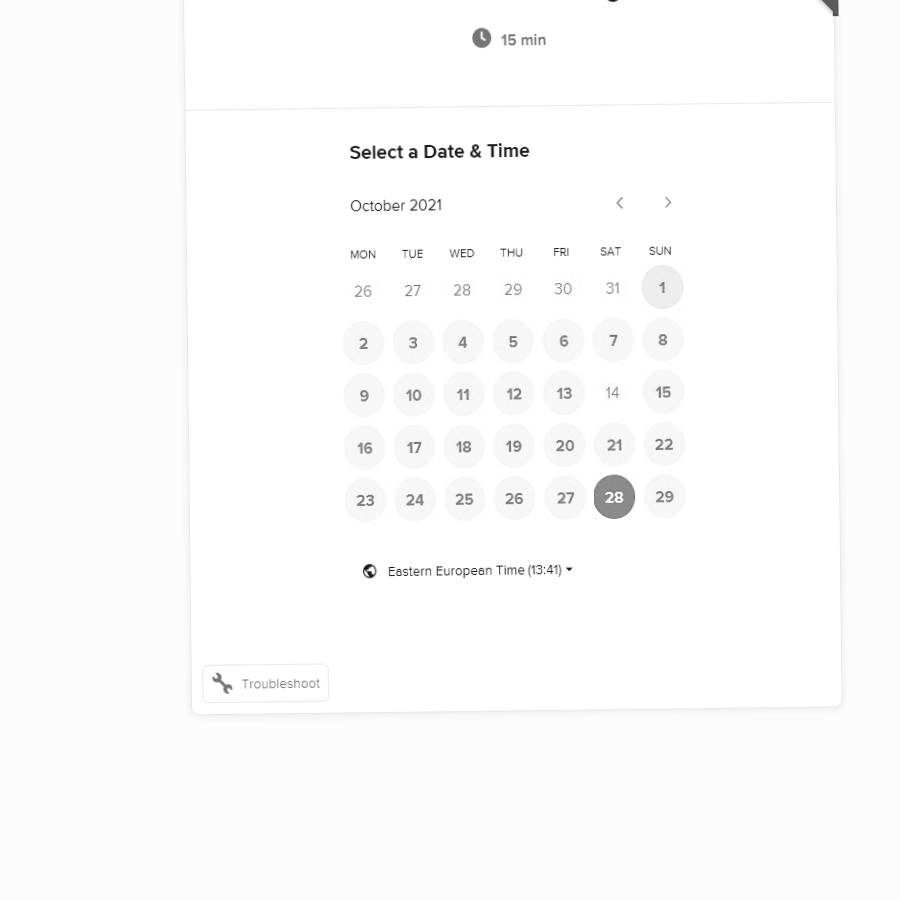 15 min
Select a Date & Time
October 2021
MON TUE WED THU FRI SAT SUN
26 27 28 29 30 31 1
2 3 4 5 6 7 8
9 10 11 12 13 14 15
16 17 18 19 20 21 22
23 24 25 26 27 28 29
Eastern European Time (13:41)
Troubleshoot